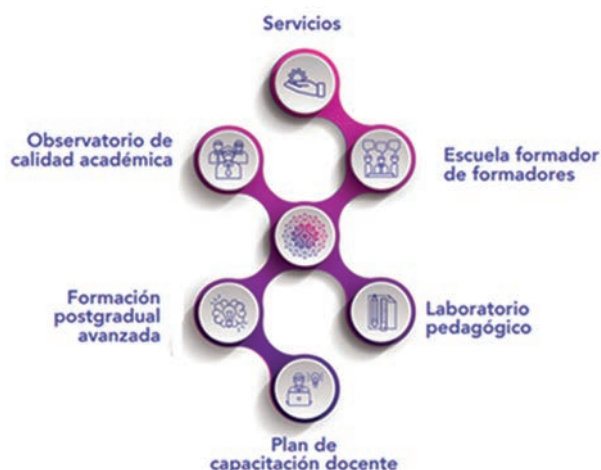 Servicios
Observatorio de
calidad académica
Escuela formador
de formadores
Formación
postgradual
avanzada
Laboratorio
pedagógico
Plan de
capacitación docente